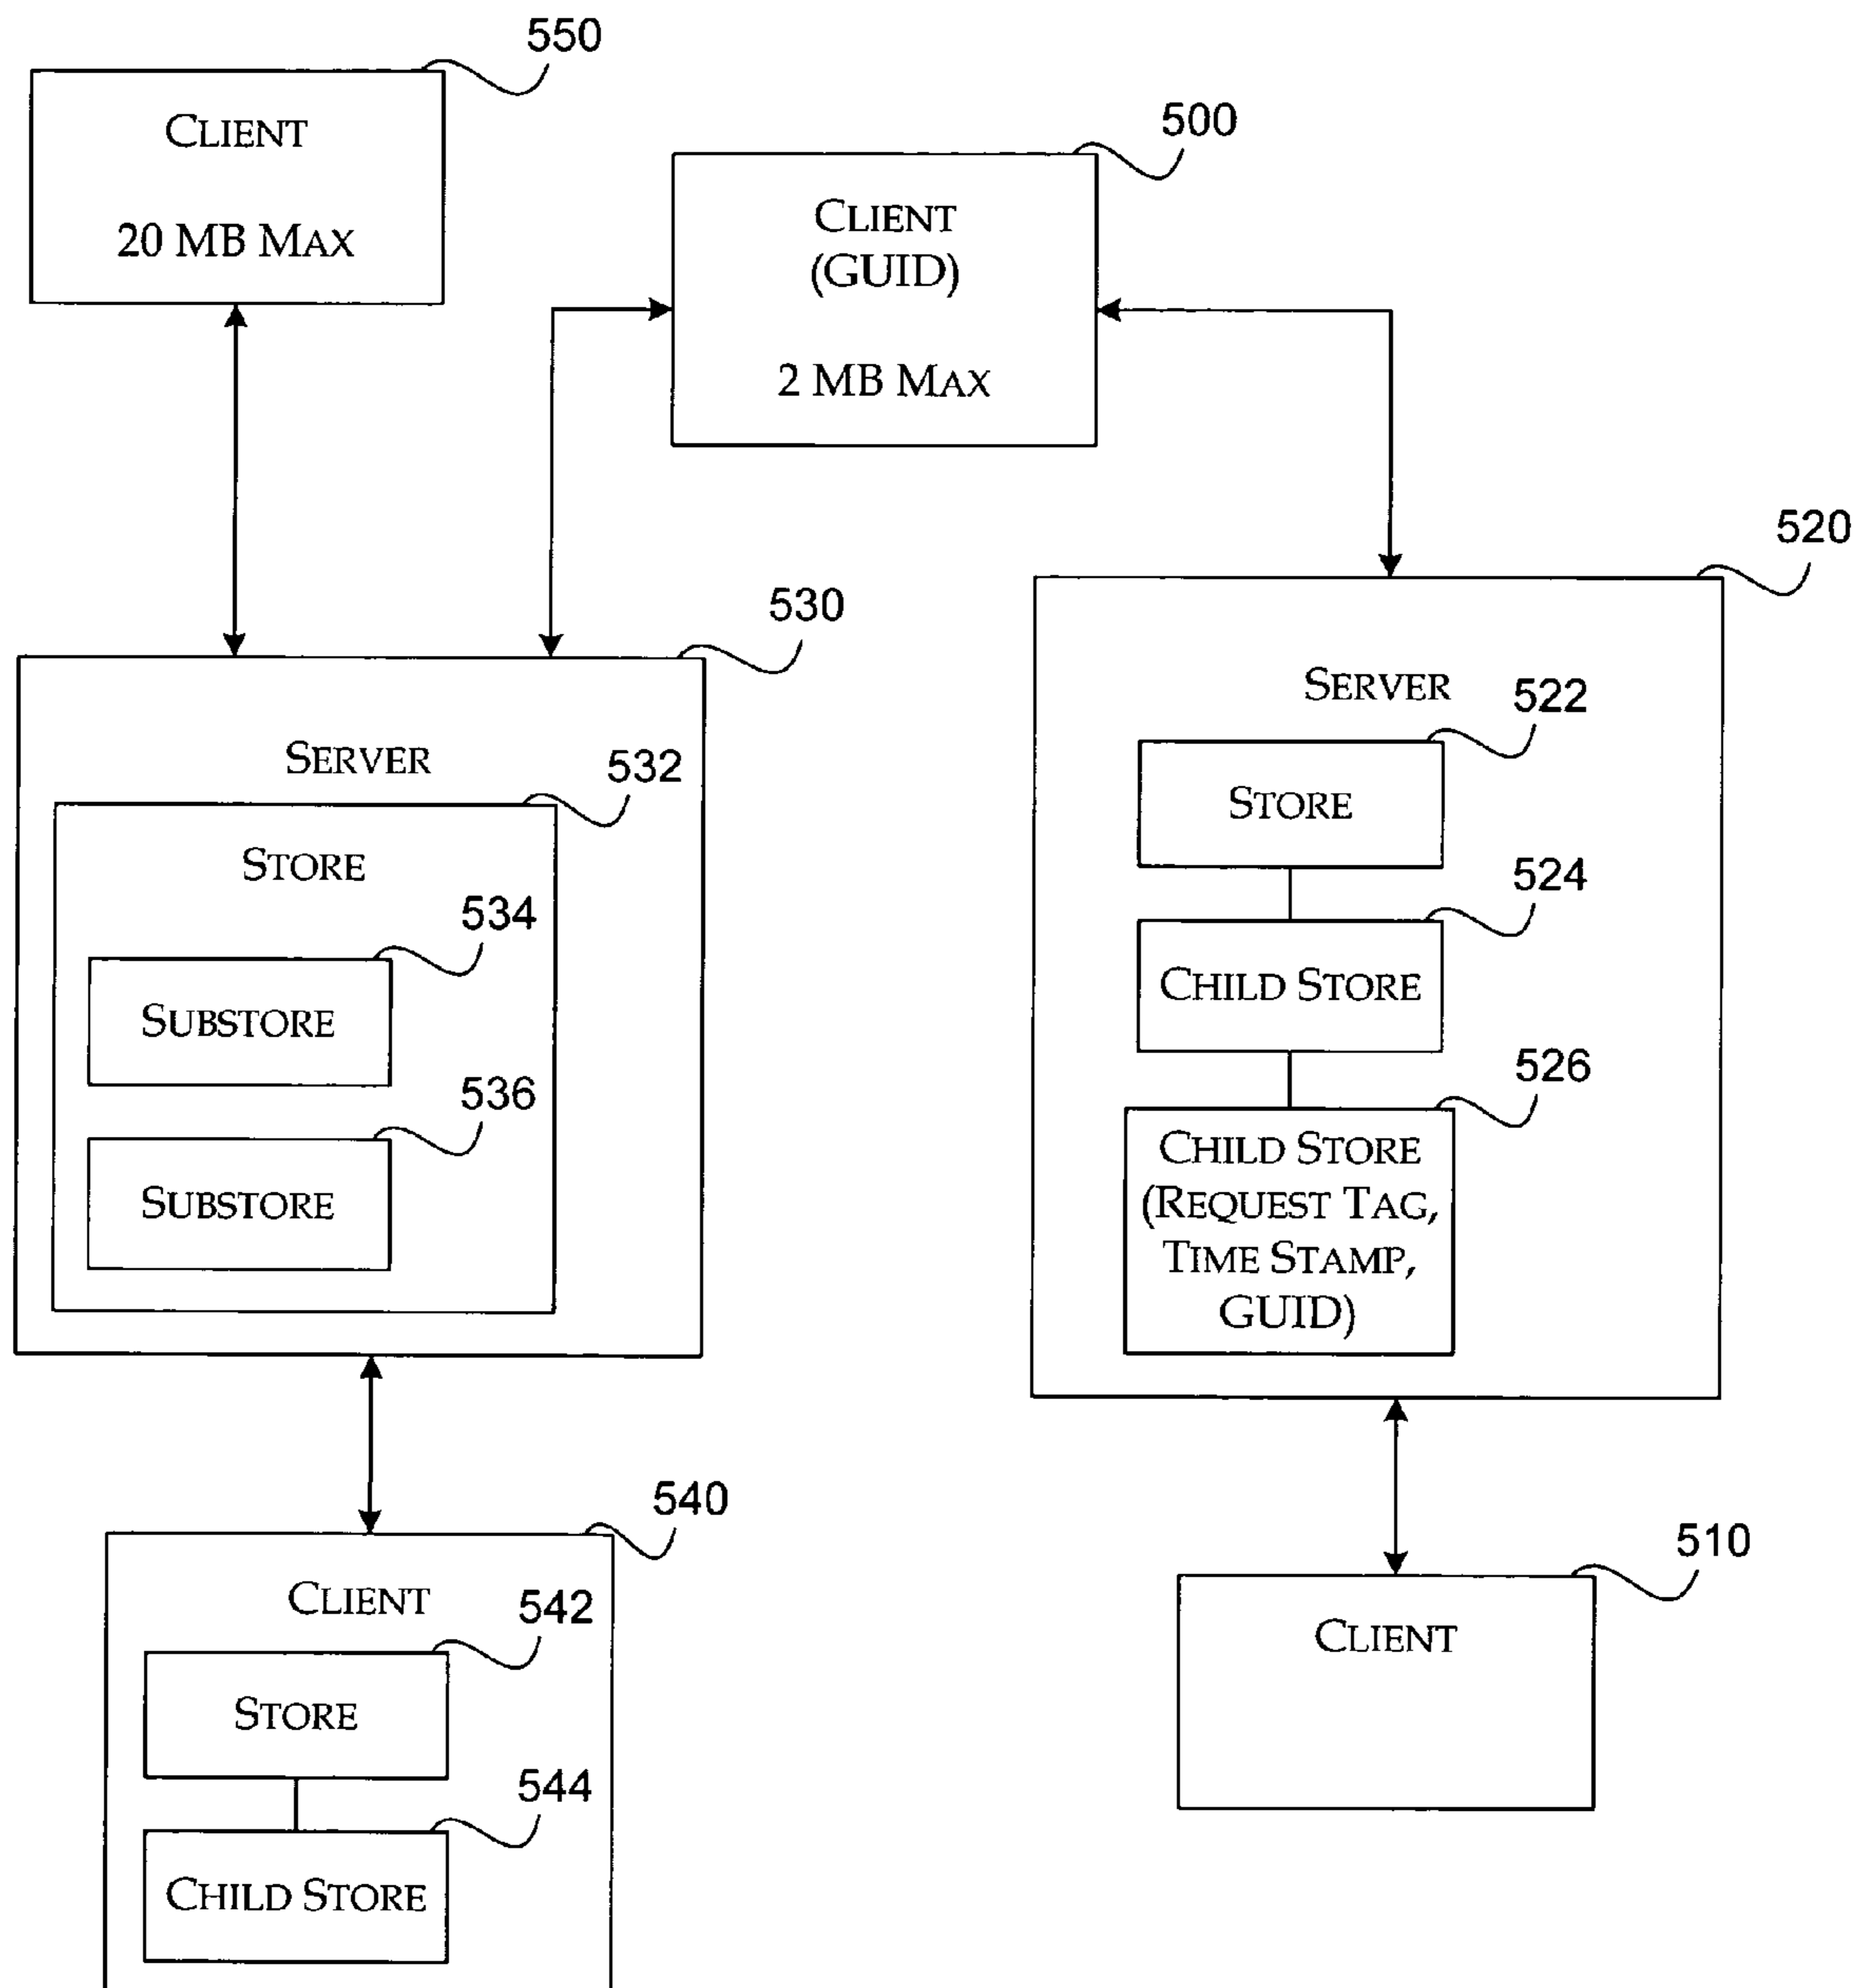 550
CLIENT
20 MB MAX
500
CLIENT
(GUID)
2 MB MAX
530
SERVER
532
STORE
534
SUBSTORE
536
SUBSTORE
520
SERVER
522
STORE
524
CHILD STORE
526
CHILD STORE
(REQUEST TAG,
TIME STAMP,
GUID)
540
CLIENT
542
STORE
544
CHILD STORE
510
CLIENT